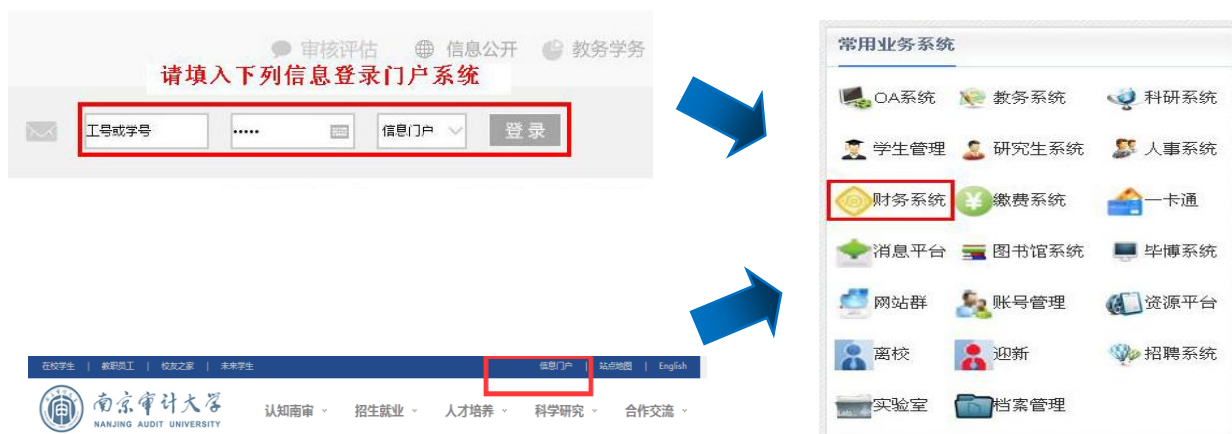 审核评估 信息公开 教务学务
请填入下列信息登录门户系统
工号或学号 ••••• 信息门户 登录
在校学生 | 教职员工 | 校友之家 | 未来学生 信息门户 | 站点地图 | English
南京审计大学
NANJING AUDIT UNIVERSITY
认知南审 招生就业 人才培养 科学研究 合作交流
常用业务系统
OA系统 教务系统 科研系统
学生管理 研究生系统 人事系统
财务系统 缴费系统 一卡通
消息平台 图书馆系统 毕博系统
网站群 账号管理 资源平台
离校 迎新 招聘系统
实验室 档案管理